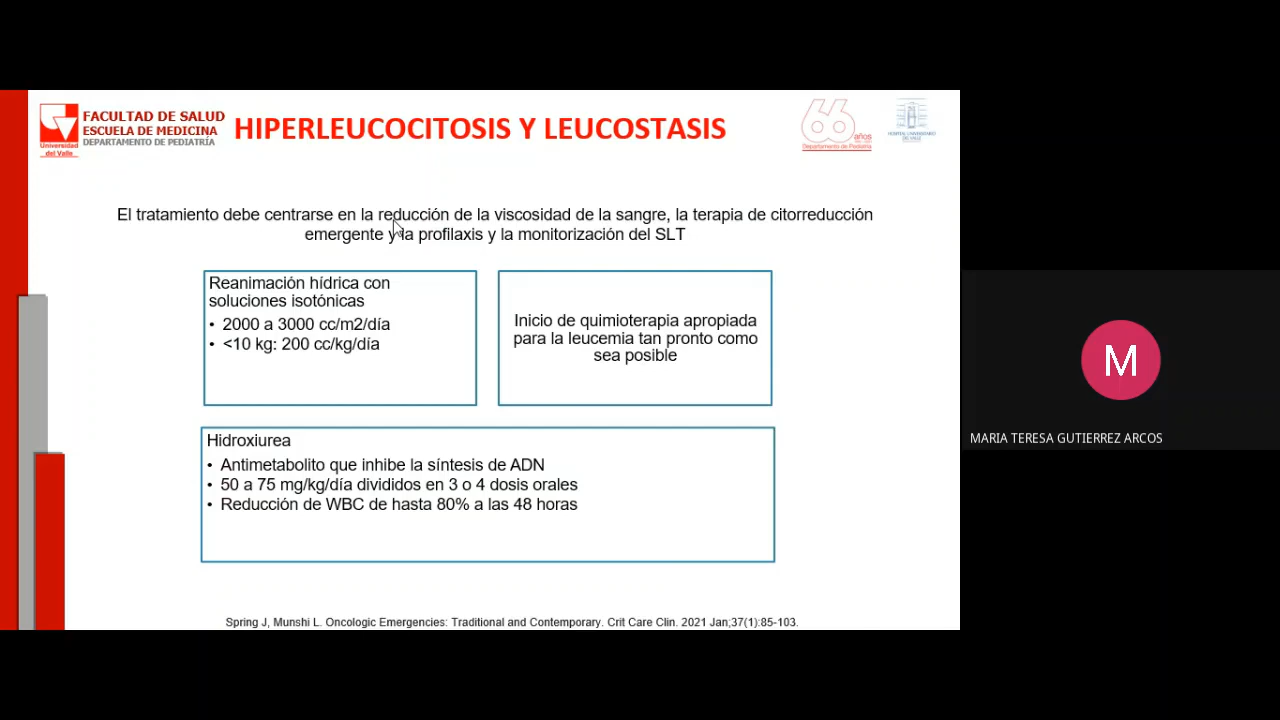 FACULTAD DE SALUD
ESCUELA DE MEDICINA
DEPARTAMENTO DE PEDIATRÍA
Universidad
del Valle
HIPERLEUCOCITOSIS Y LEUCOSTASIS
66 años
Departamento de Pediatría
HOSPITAL UNIVERSITARIO
DEL VALLE
El tratamiento debe centrarse en la reducción de la viscosidad de la sangre, la terapia de citorreducción
emergente y la profilaxis y la monitorización del SLT
Reanimación hídrica con
soluciones isotónicas
• 2000 a 3000 cc/m2/día
• <10 kg: 200 cc/kg/día
Inicio de quimioterapia apropiada
para la leucemia tan pronto como
sea posible
Hidroxiurea
• Antimetabolito que inhibe la síntesis de ADN
• 50 a 75 mg/kg/día divididos en 3 o 4 dosis orales
• Reducción de WBC de hasta 80% a las 48 horas
Spring J, Munshi L. Oncologic Emergencies: Traditional and Contemporary. Crit Care Clin. 2021 Jan;37(1):85-103.
M
MARIA TERESA GUTIERREZ ARCOS